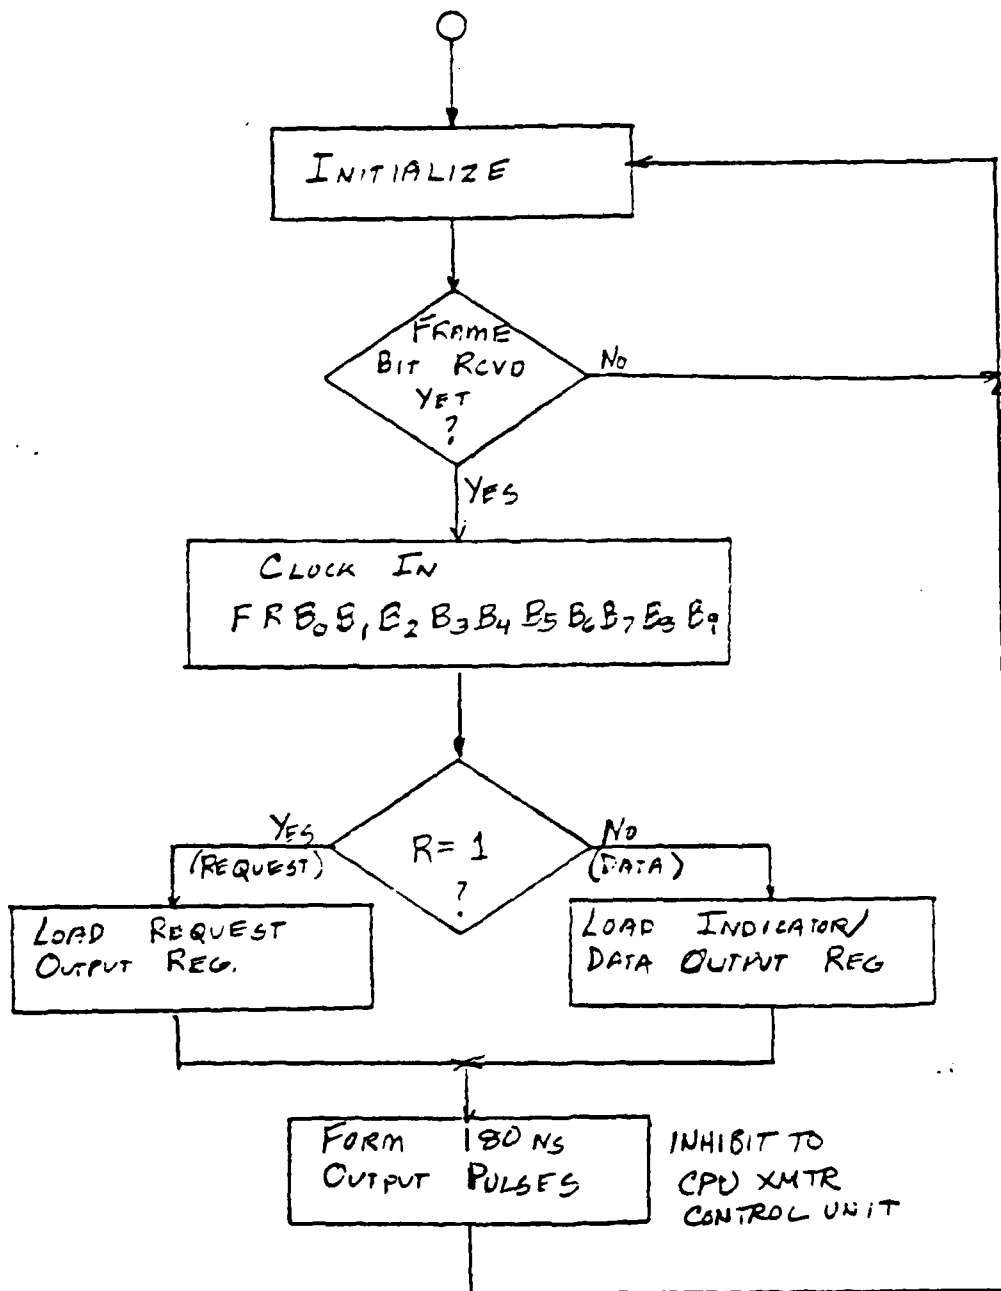 INITIALIZE
FRAME
BIT RCVD
YET
?
NO
YES
CLOCK IN
F R B₀ B₁ B₂ B₃ B₄ B₅ B₆ B₇ B₈ B₉
YES
(REQUEST)
R = 1
?
NO
(DATA)
LOAD REQUEST
OUTPUT REG.
LOAD INDICATOR/
DATA OUTPUT REG
FORM 180 NS
OUTPUT PULSES
INHIBIT TO
CPU XMTR
CONTROL UNIT